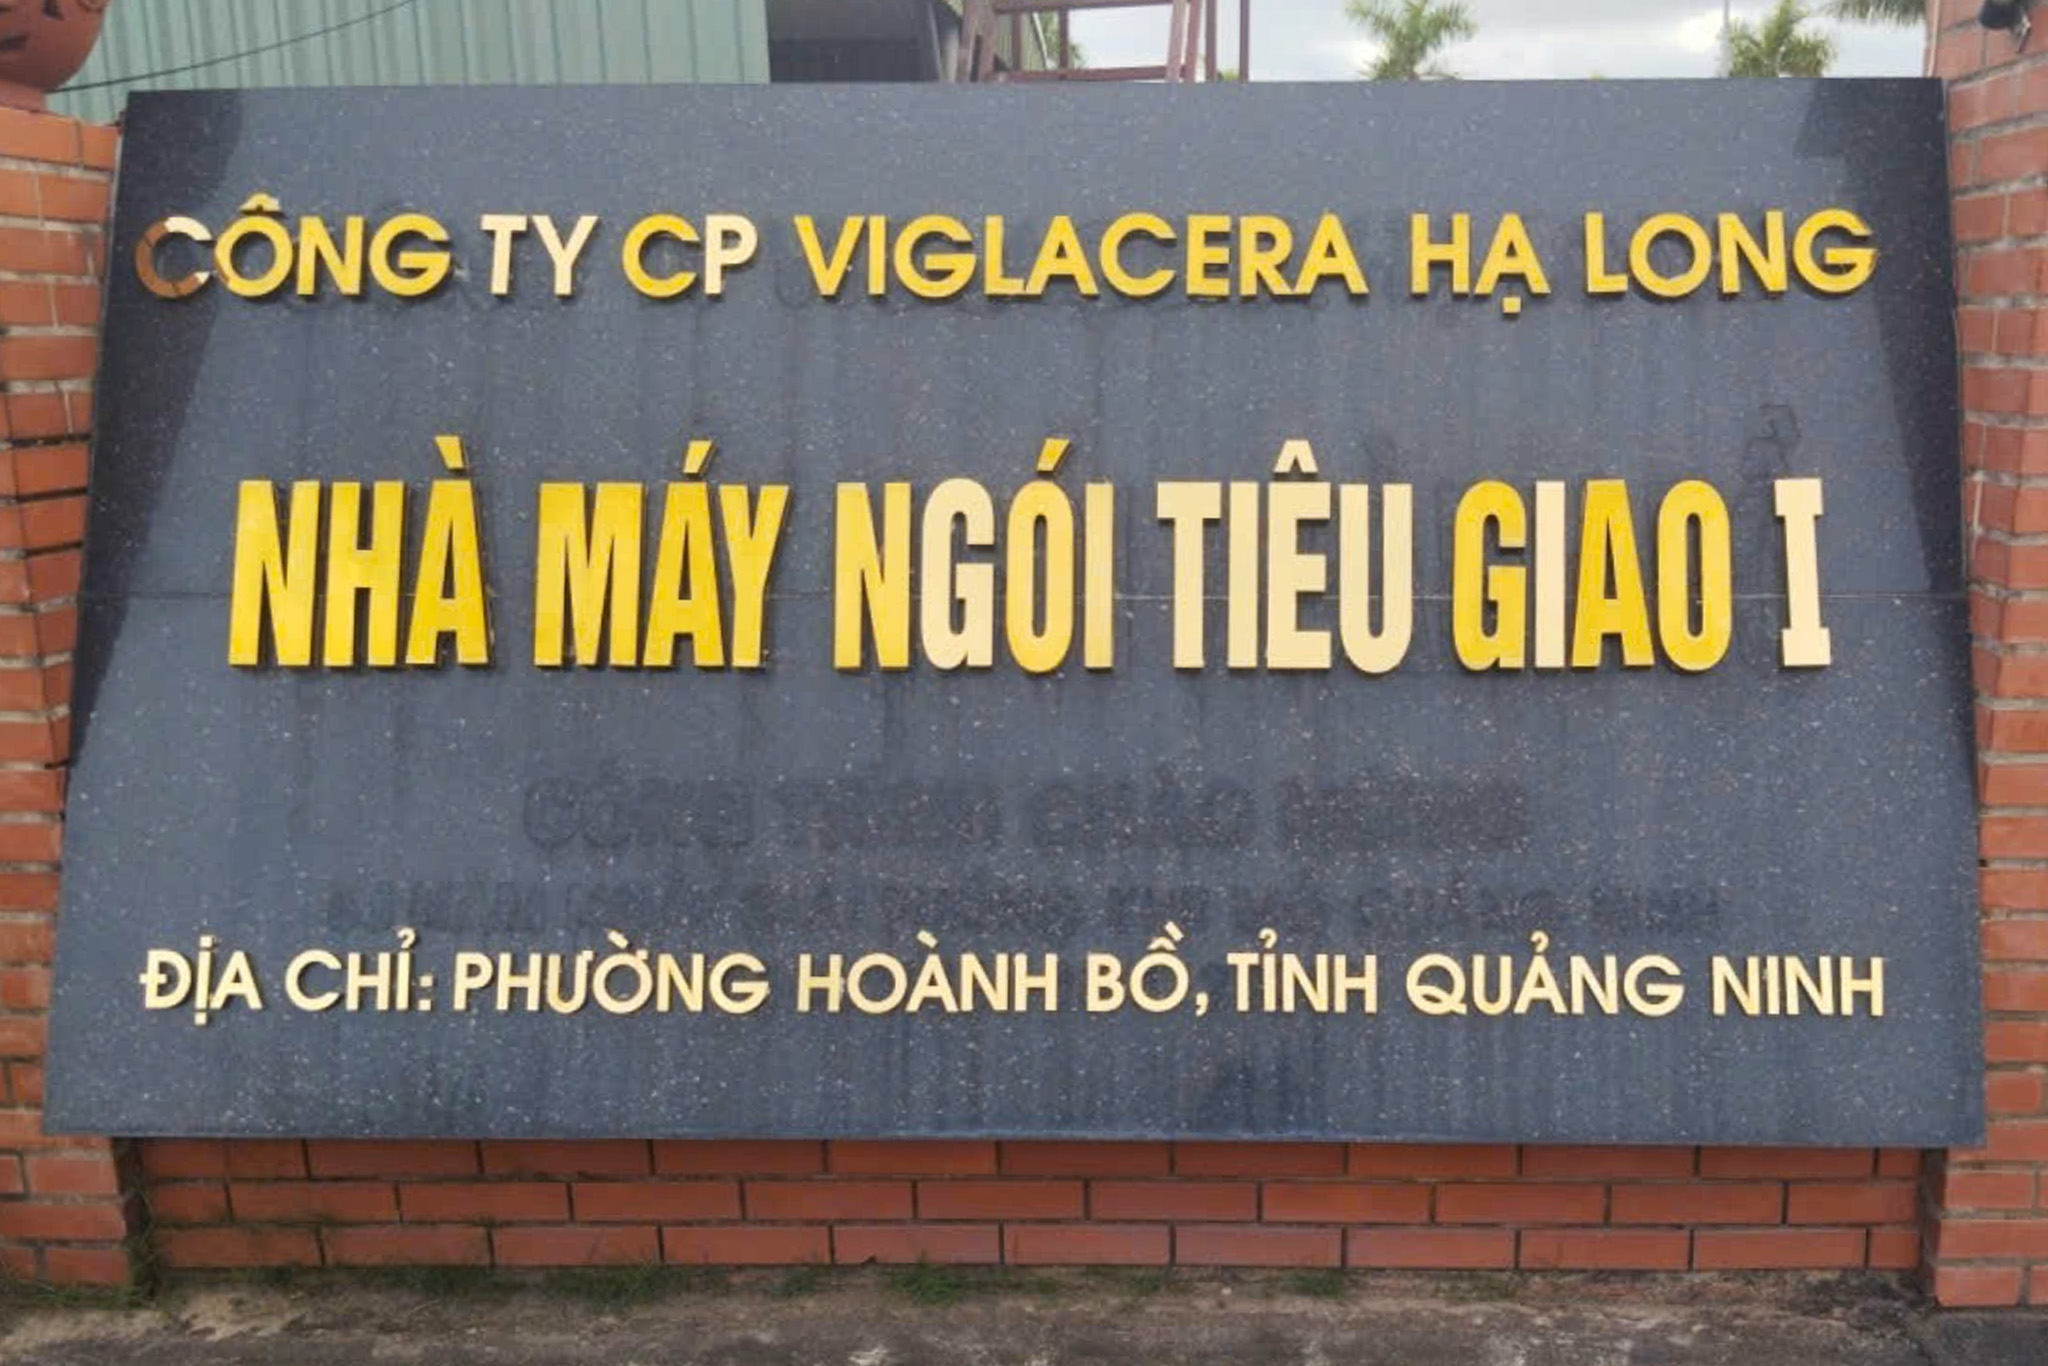 CÔNG TY CP VIGLACERA HẠ LONG
NHÀ MÁY NGÓI TIÊU GIAO I
ĐỊA CHỈ: PHƯỜNG HOÀNH BỒ, TỈNH QUẢNG NINH